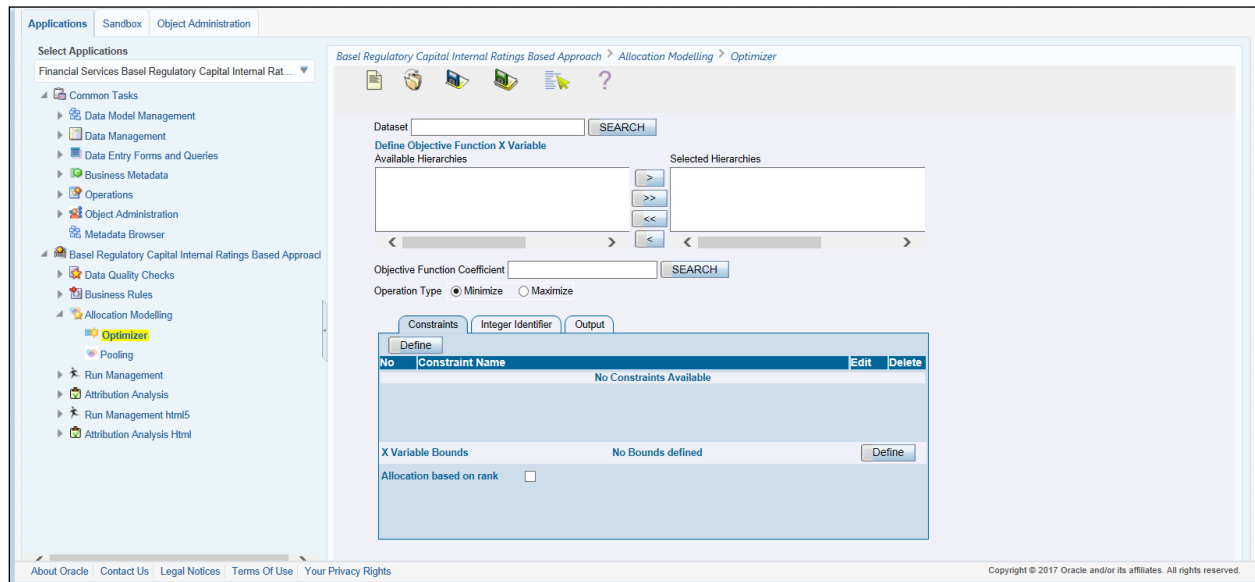 Applications Sandbox Object Administration
Select Applications
Financial Services Basel Regulatory Capital Internal Rat...
Common Tasks
Data Model Management
Data Management
Data Entry Forms and Queries
Business Metadata
Operations
Object Administration
Metadata Browser
Basel Regulatory Capital Internal Ratings Based Approacl
Data Quality Checks
Business Rules
Allocation Modelling
Optimizer
Pooling
Run Management
Attribution Analysis
Run Management html5
Attribution Analysis Html
Basel Regulatory Capital Internal Ratings Based Approach > Allocation Modelling > Optimizer
?
Dataset SEARCH
Define Objective Function X Variable
Available Hierarchies Selected Hierarchies
>
>>
<<
<
Objective Function Coefficient SEARCH
Operation Type Minimize Maximize
Constraints Integer Identifier Output
Define
No Constraint Name Edit Delete
No Constraints Available
X Variable Bounds No Bounds defined Define
Allocation based on rank
About Oracle Contact Us Legal Notices Terms Of Use Your Privacy Rights
Copyright © 2017 Oracle and/or its affiliates. All rights reserved.